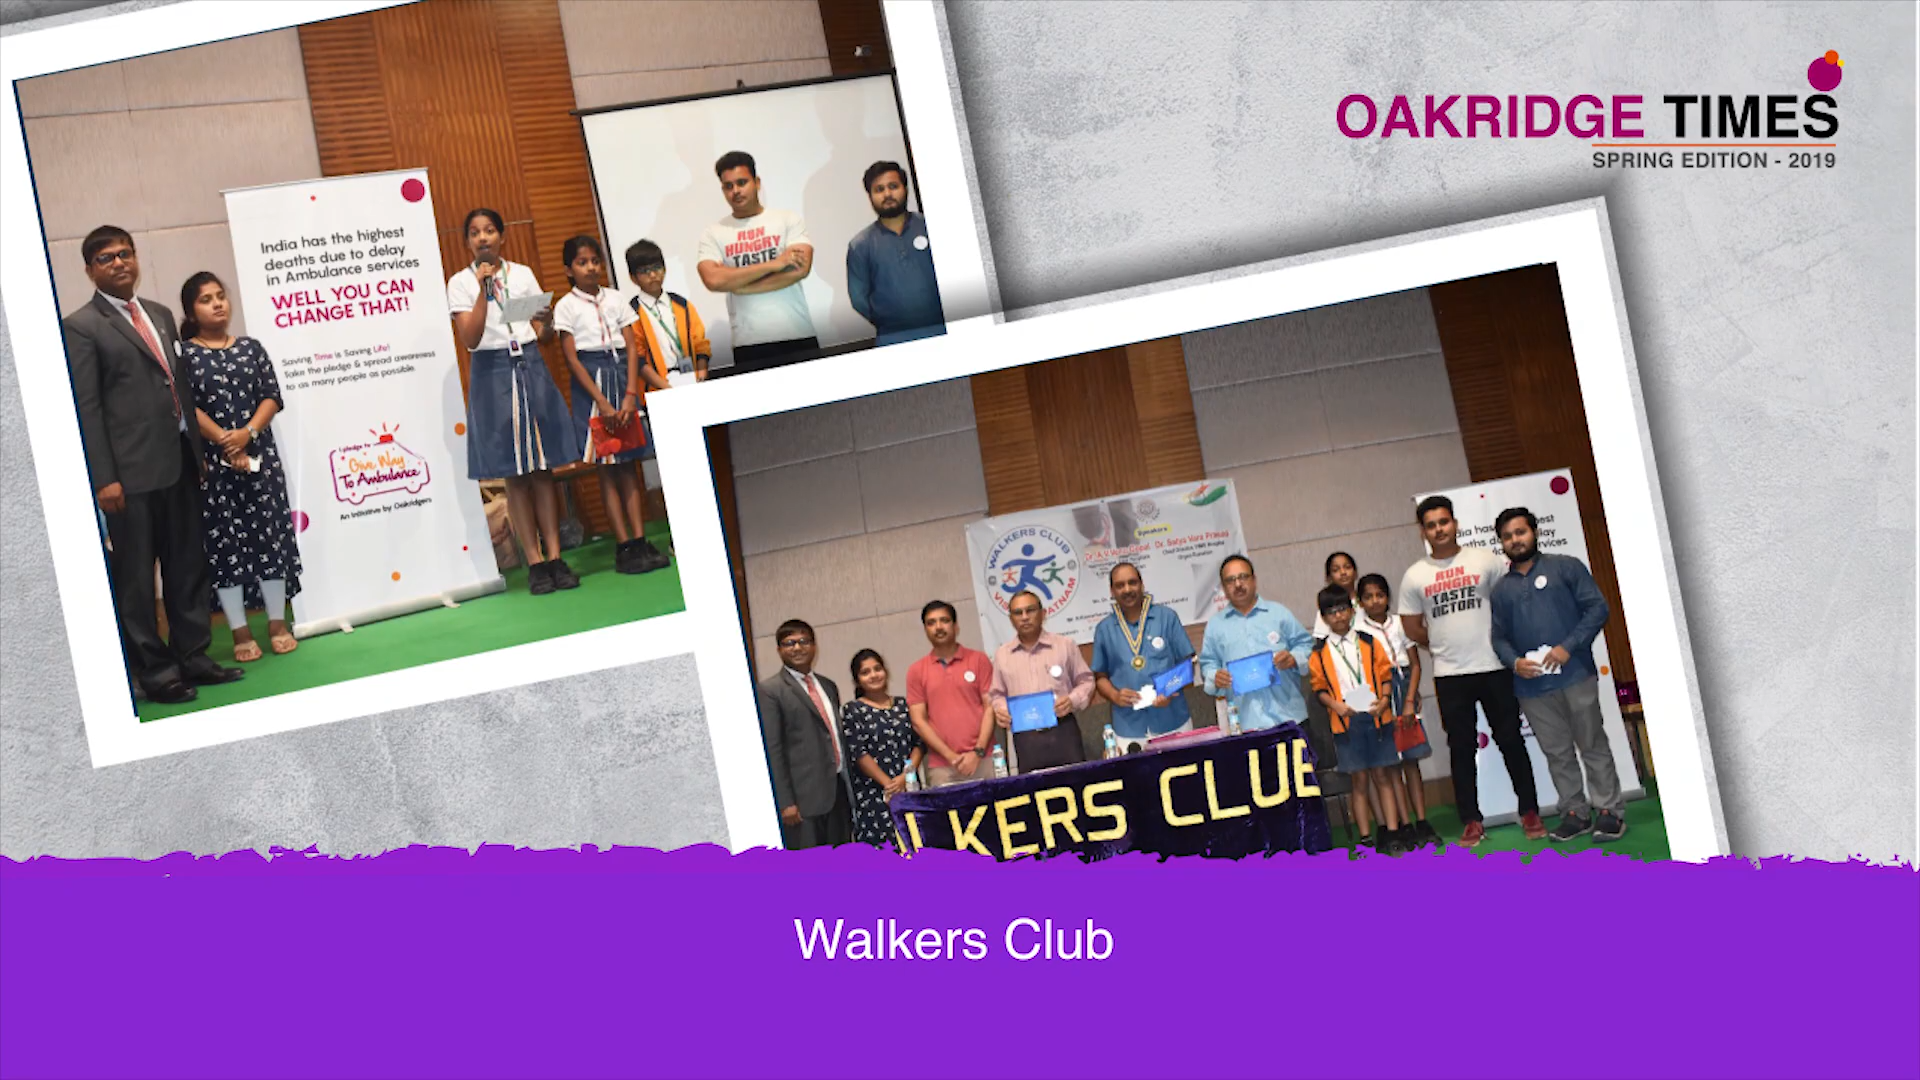 OAKRIDGE TIMES
SPRING EDITION - 2019
India has the highest
deaths due to delay
in Ambulance services
WELL YOU CAN
CHANGE THAT!
Saving Time is Saving Life!
Take the pledge & spread awareness
to as many people as possible.
I pledge to
Give Way
To Ambulance
An Initiative by Oakridgers
RUN
HUNGRY
TASTE
WALKERS CLUB
Speakers
RUN
HUNGRY
TASTE
VICTORY
KERS CLUB
Walkers Club